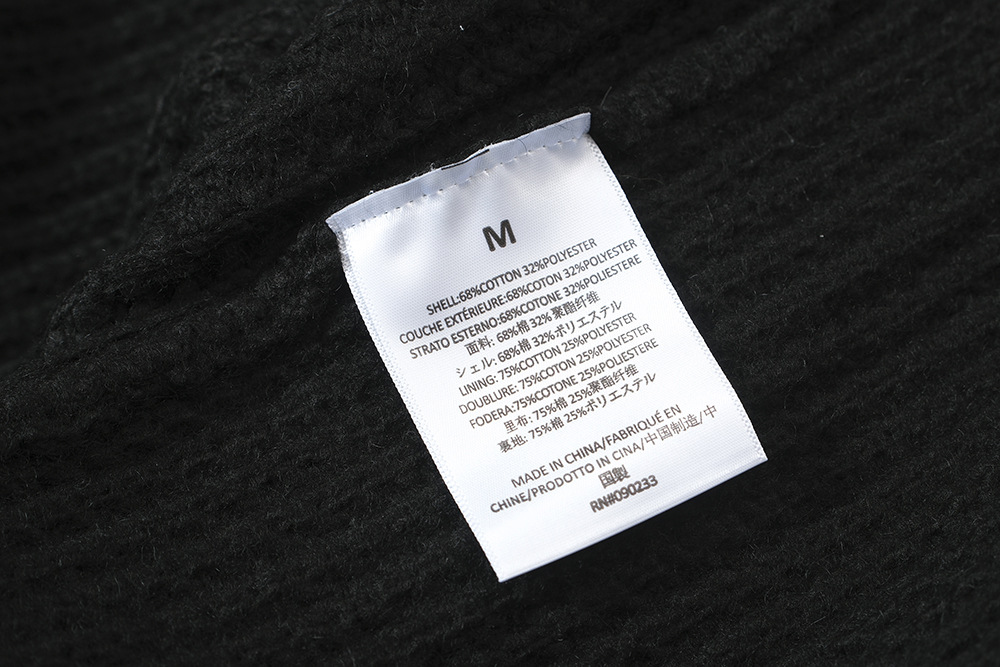 M
SHELL:68%COTTON 32%POLYESTER
COUCHE EXTÉRIEURE:68%COTON 32%POLYESTER
STRATO ESTERNO:68%COTONE 32%POLIESTERE
面料: 68%棉 32% 聚酯纤维
シェル: 68%棉 32%ポリエステル
LINING: 75%COTTON 25%POLYESTER
DOUBLURE: 75%COTON 25%POLYESTER
FODERA:75%COTONE 25%POLIESTERE
里布: 75%棉 25%聚酯纤维
裏地: 75%棉 25%ポリエステル
MADE IN CHINA/FABRIQUÉ EN
CHINE/PRODOTTO IN CINA/中国制造/中
国製
RN#090233